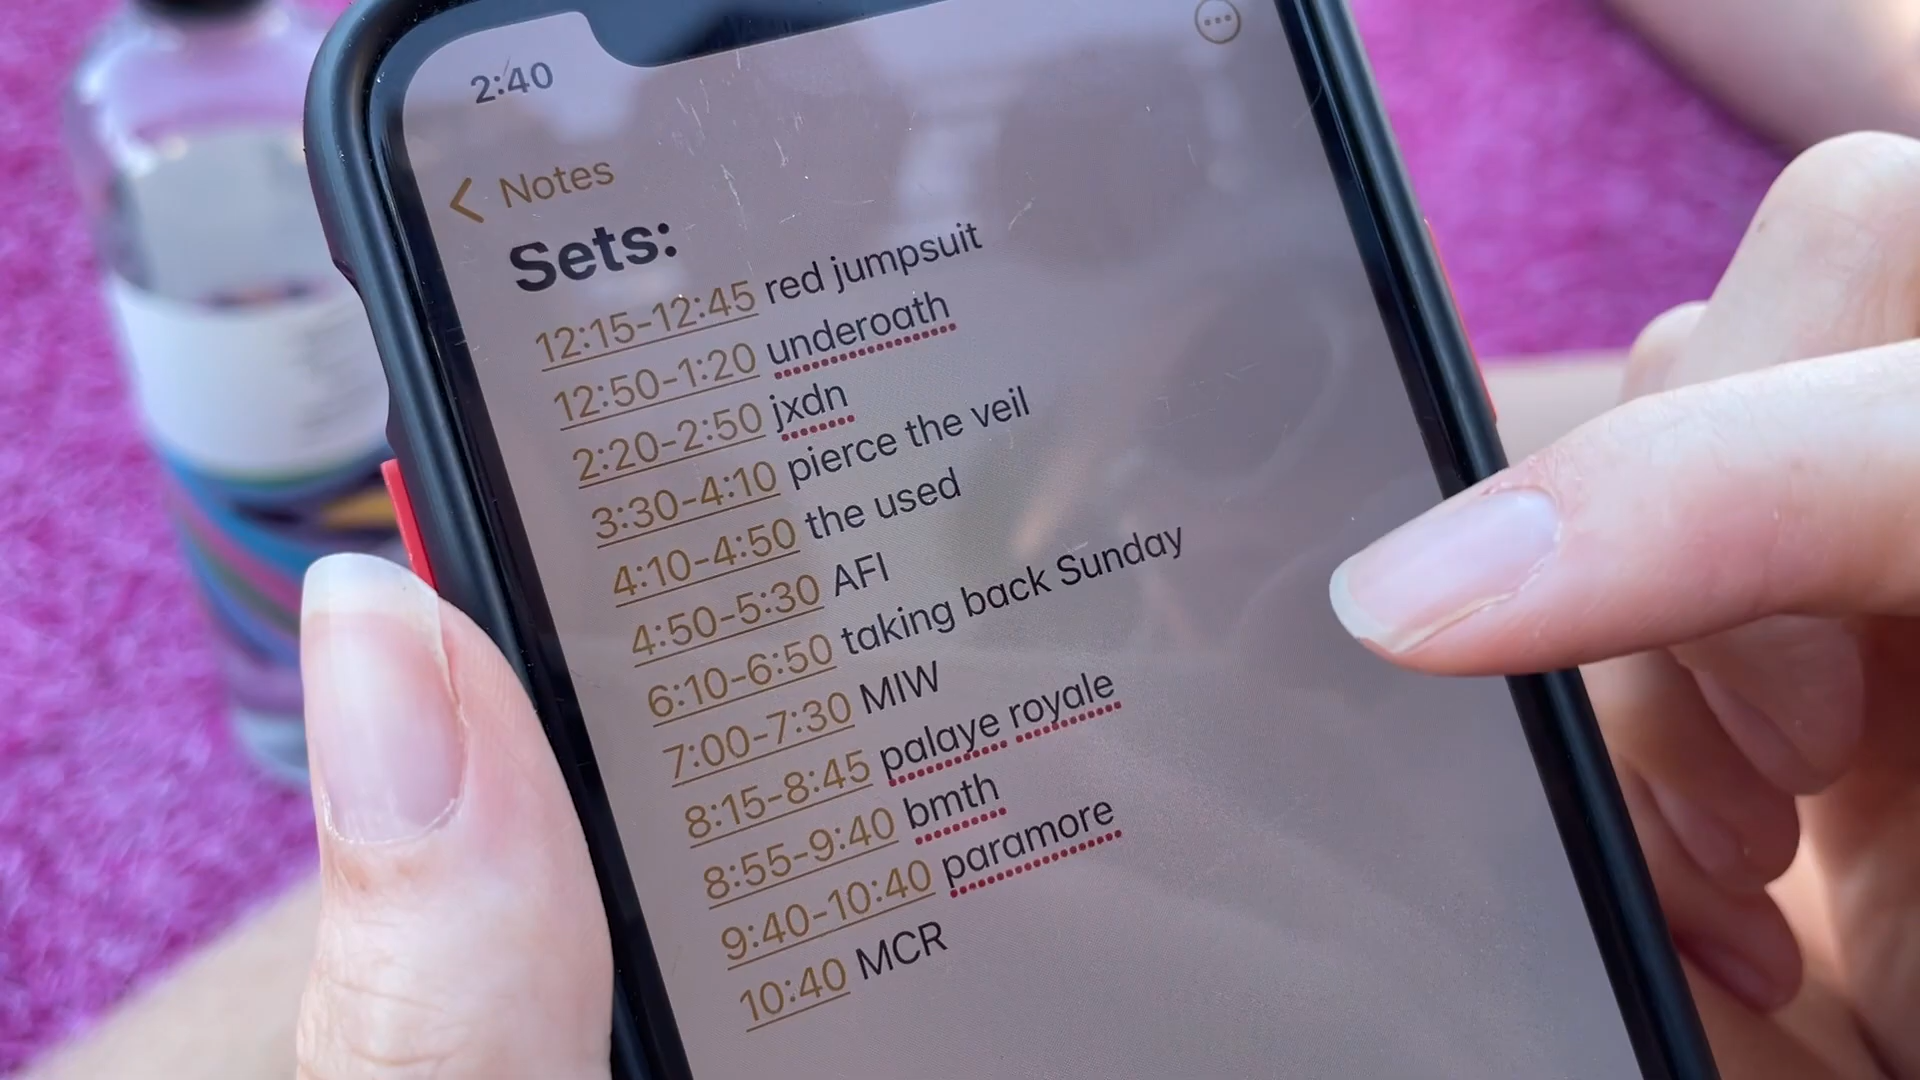 2:40
Notes
Sets:
12:15-12:45 red jumpsuit
12:50-1:20 underoath
2:20-2:50 jxdn
3:30-4:10 pierce the veil
4:10-4:50 the used
4:50-5:30 AFI
6:10-6:50 taking back Sunday
7:00-7:30 MIW
8:15-8:45 palaye royale
8:55-9:40 bmth
9:40-10:40 paramore
10:40 MCR